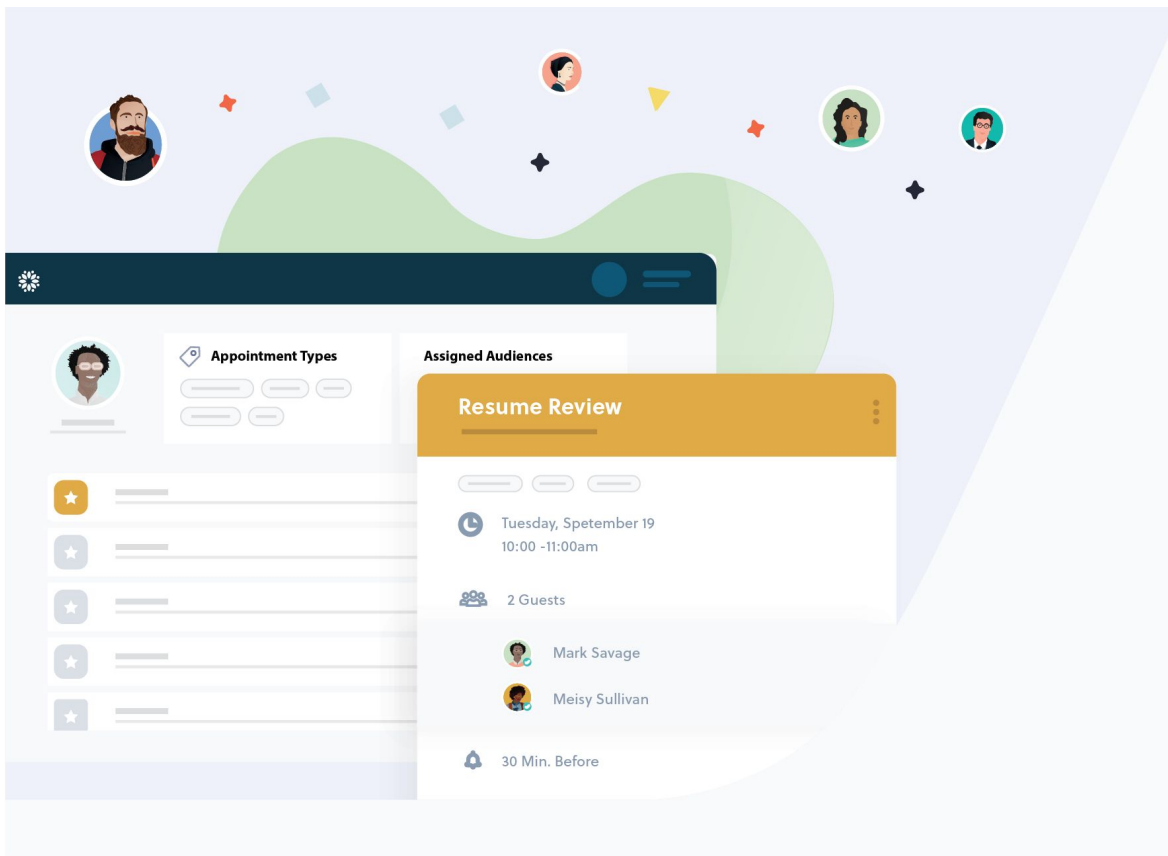 Appointment Types
Assigned Audiences
Resume Review
Tuesday, Spetember 19
10:00 -11:00am
2 Guests
Mark Savage
Meisy Sullivan
30 Min. Before